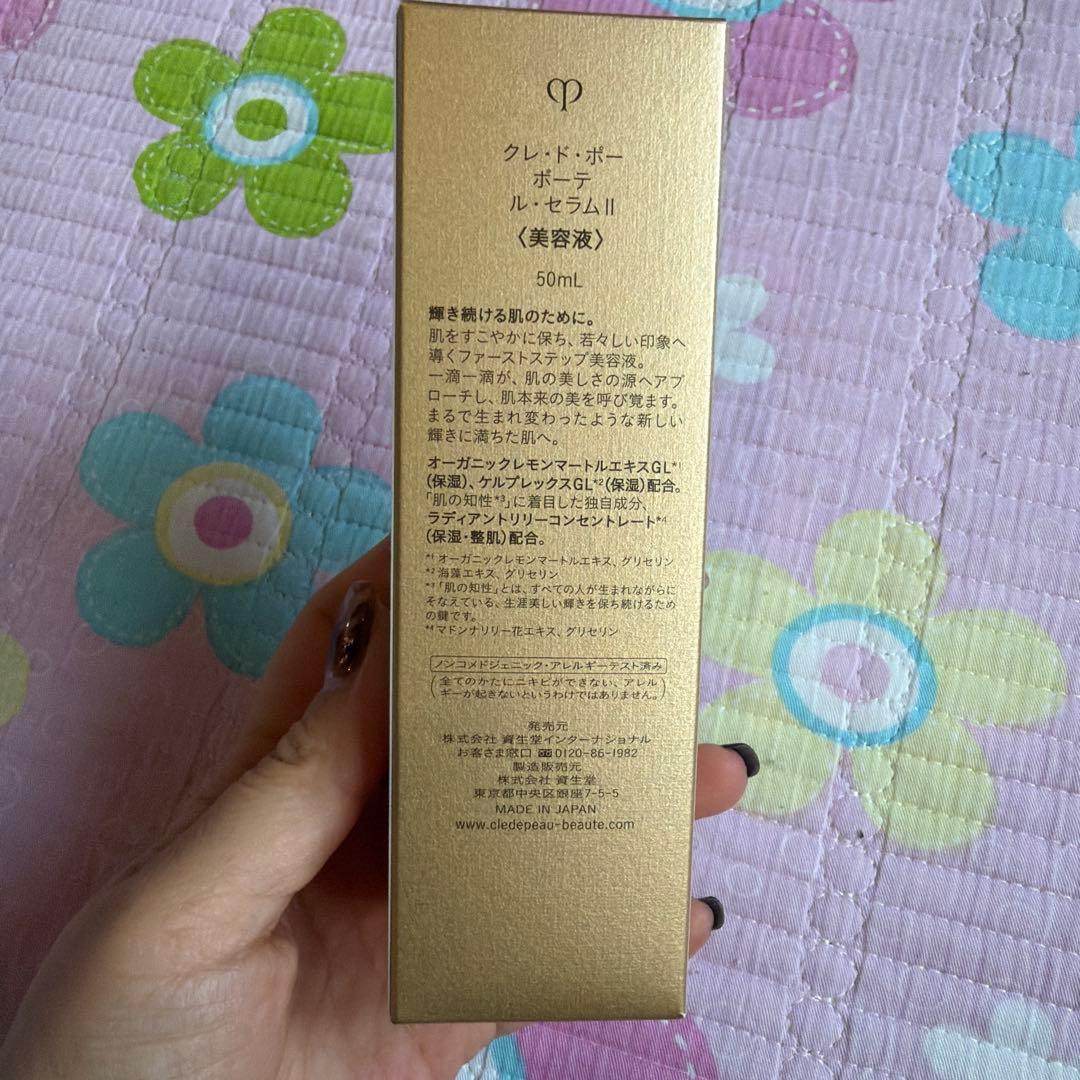 クレ・ド・ポー
ボーテ
ル・セラムII
〈美容液〉
50mL
輝き続ける肌のために。
肌をすこやかに保ち、若々しい印象へ
導くファーストステップ美容液。
一滴一滴が、肌の美しさの源へアプ
ローチし、肌本来の美を呼び覚ます。
まるで生まれ変わったような新しい
輝きに満ちた肌へ。
オーガニックレモンマートルエキスGL*1
(保湿)、ケルプレックスGL*2(保湿)配合。
「肌の知性*3」に着目した独自成分、
ラディアントリリーコンセントレート*4
(保湿・整肌)配合。
*1 オーガニックレモンマートルエキス、グリセリン
*2 海藻エキス、グリセリン
*3「肌の知性」とは、すべての人が生まれながらに
そなえている、生涯美しい輝きを保ち続けるため
の鍵です。
*4 マドンナリリー花エキス、グリセリン
ノンコメドジェニック・アレルギーテスト済み
(全てのかたにニキビができない、アレル
ギーが起きないというわけではありません。)
発売元
株式会社 資生堂インターナショナル
お客さま窓口 ☎0120-86-1982
製造販売元
株式会社 資生堂
東京都中央区銀座7-5-5
MADE IN JAPAN
www.cledepeau-beaute.com